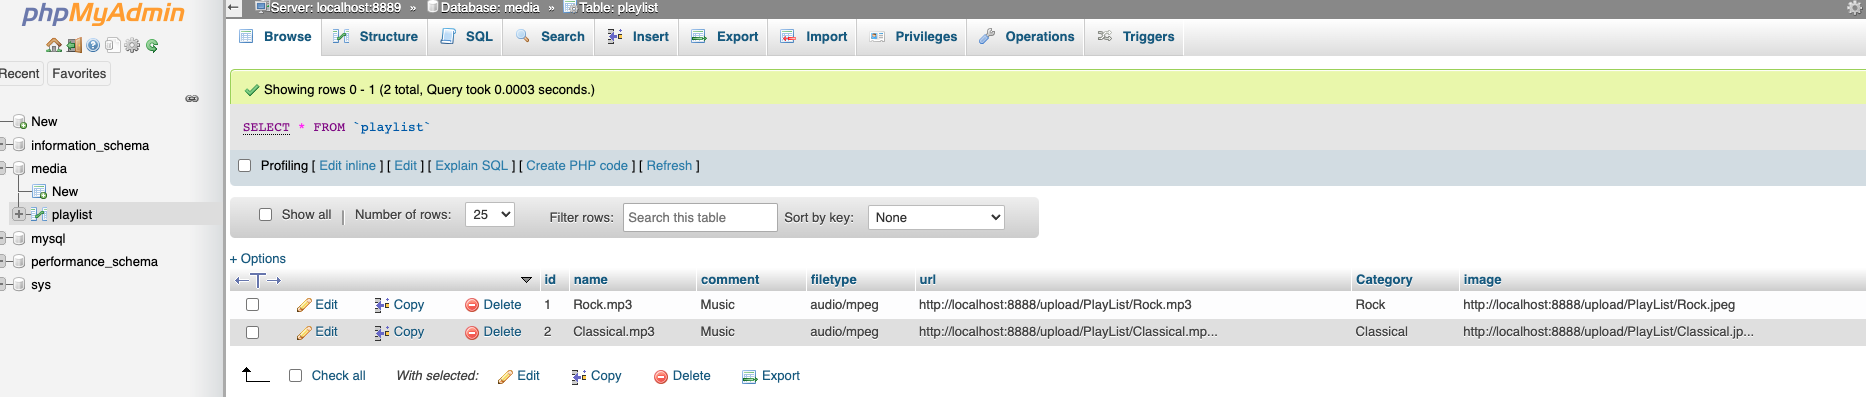 phpMyAdmin
Recent Favorites
New
information_schema
media
New
playlist
mysql
performance_schema
sys
Server: localhost:8889 » Database: media » Table: playlist
Browse Structure SQL Search Insert Export Import Privileges Operations Triggers
Showing rows 0 - 1 (2 total, Query took 0.0003 seconds.)
SELECT * FROM `playlist`
Profiling [ Edit inline ] [ Edit ] [ Explain SQL ] [ Create PHP code ] [ Refresh ]
Show all | Number of rows: 25 Filter rows: Search this table Sort by key: None
+ Options
←T→ id name comment filetype url Category image
Edit Copy Delete 1 Rock.mp3 Music audio/mpeg http://localhost:8888/upload/PlayList/Rock.mp3 Rock http://localhost:8888/upload/PlayList/Rock.jpeg
Edit Copy Delete 2 Classical.mp3 Music audio/mpeg http://localhost:8888/upload/PlayList/Classical.mp... Classical http://localhost:8888/upload/PlayList/Classical.jp...
Check all With selected: Edit Copy Delete Export